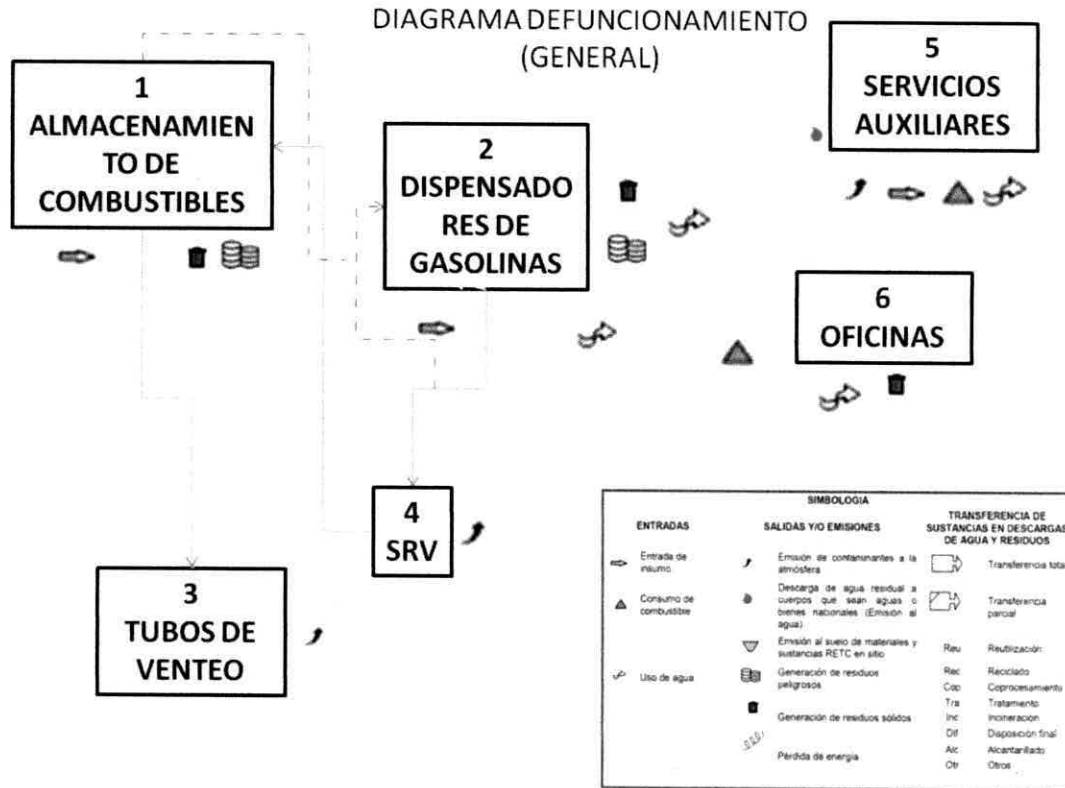 DIAGRAMA DEFUNCIONAMIENTO
(GENERAL)
1
ALMACENAMIEN
TO DE
COMBUSTIBLES
2
DISPENSADO
RES DE
GASOLINAS
5
SERVICIOS
AUXILIARES
6
OFICINAS
4
SRV
3
TUBOS DE
VENTEO
SIMBOLOGIA
ENTRADAS
Entrada de
insumo
Consumo de
combustible
Uso de agua
SALIDAS Y/O EMISIONES
Emisión de contaminantes a la
atmósfera
Descarga de agua residual a
cuerpos que sean aguas o
bienes nacionales (Emisión al
agua)
Emisión al suelo de materiales y
sustancias RETC en sitio
Generación de residuos
peligrosos
Generación de residuos sólidos
Pérdida de energía
TRANSFERENCIA DE
SUSTANCIAS EN DESCARGAS
DE AGUA Y RESIDUOS
Transferencia total
Transferencia
parcial
Reu Reutilización
Rec Reciclado
Cop Coprocesamiento
Tra Tratamiento
Inc Incineración
Dif Disposición final
Alc Alcantarillado
Otr Otros